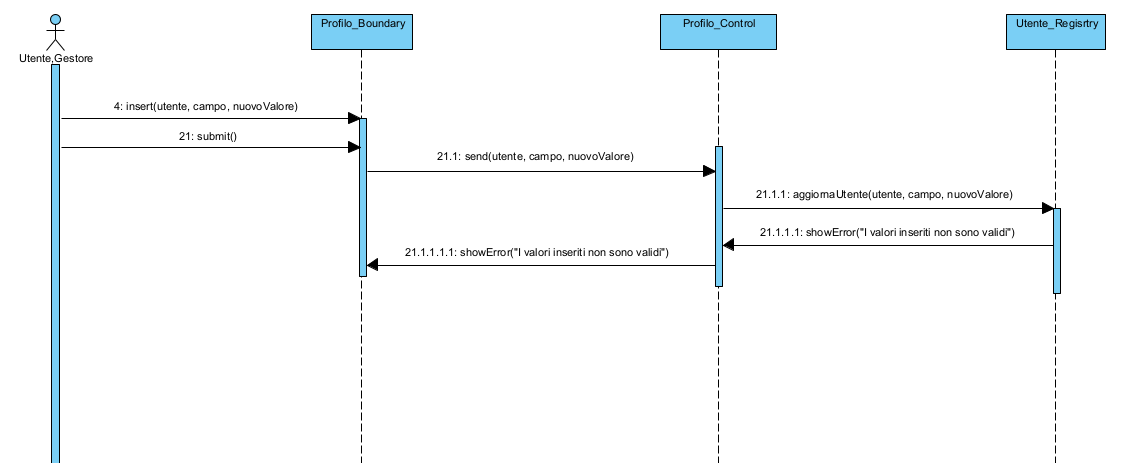 Profilo_Boundary
Profilo_Control
Utente_Regisrtry
Utente,Gestore
4: insert(utente, campo, nuovoValore)
21: submit()
21.1: send(utente, campo, nuovoValore)
21.1.1: aggiornaUtente(utente, campo, nuovoValore)
21.1.1.1: showError("I valori inseriti non sono validi")
21.1.1.1.1: showError("I valori inseriti non sono validi")